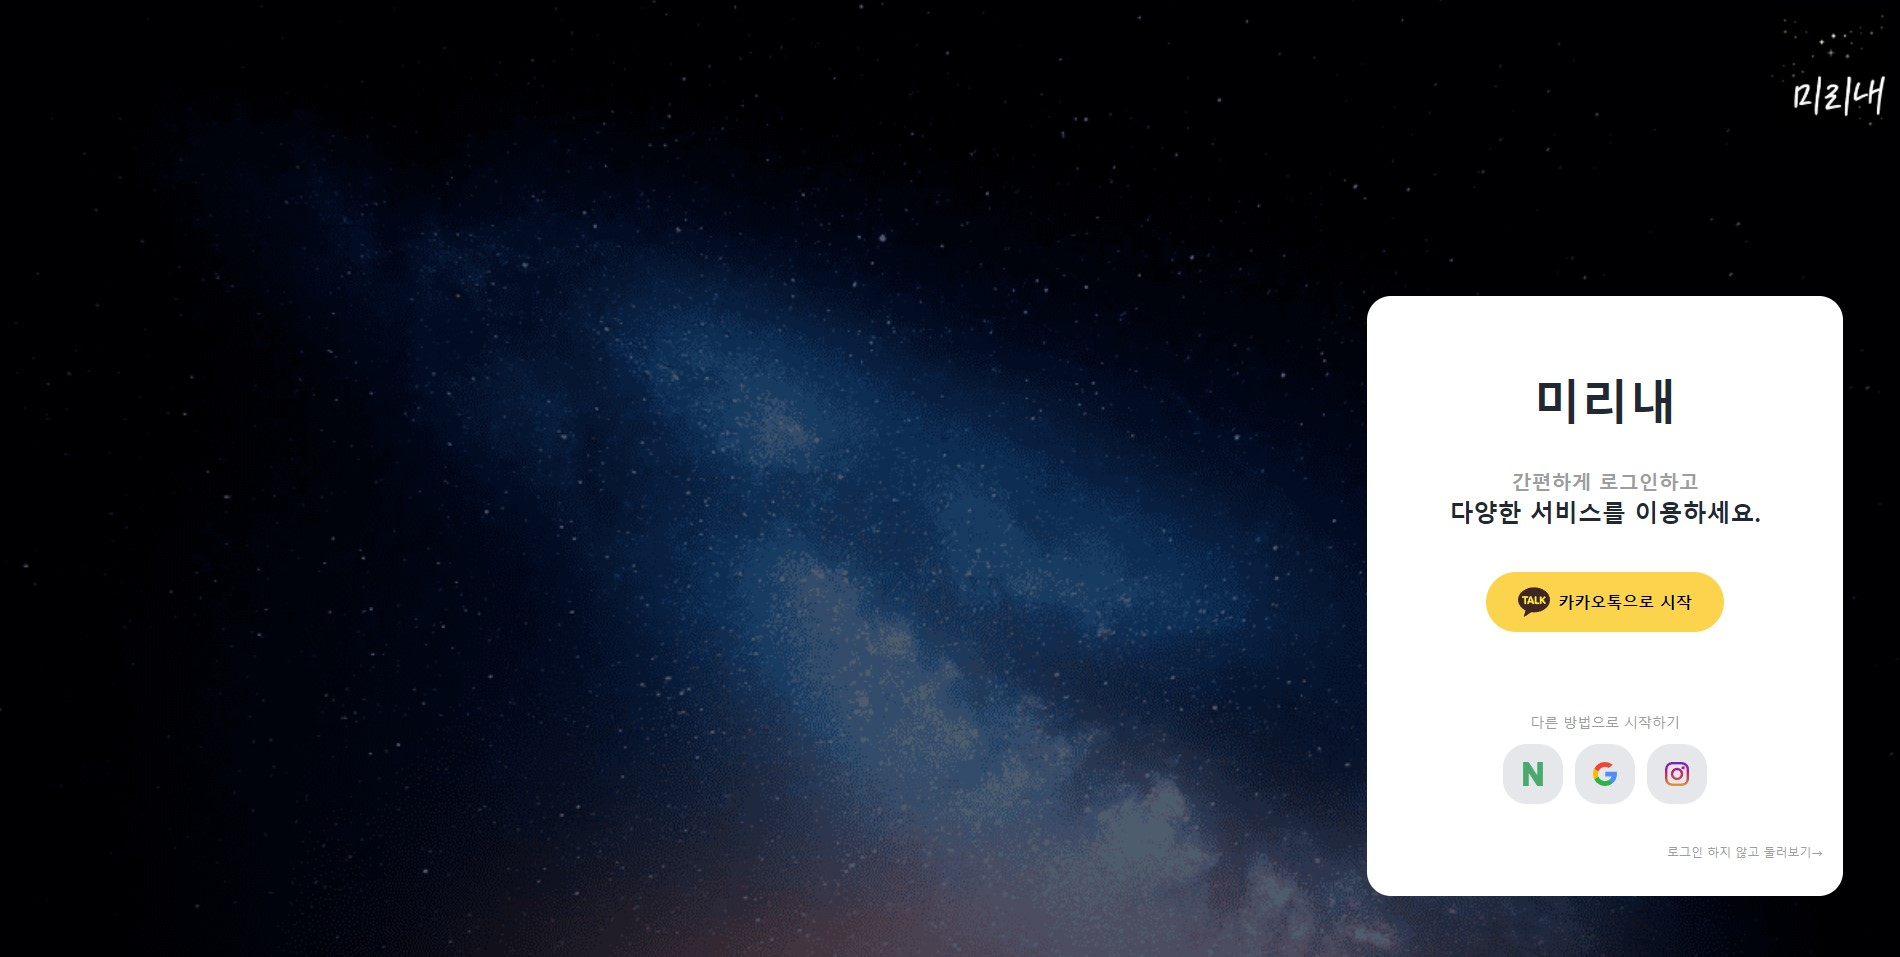 미리내
미리내
간편하게 로그인하고
다양한 서비스를 이용하세요.
TALK 카카오톡으로 시작
다른 방법으로 시작하기
N G
로그인 하지 않고 둘러보기→